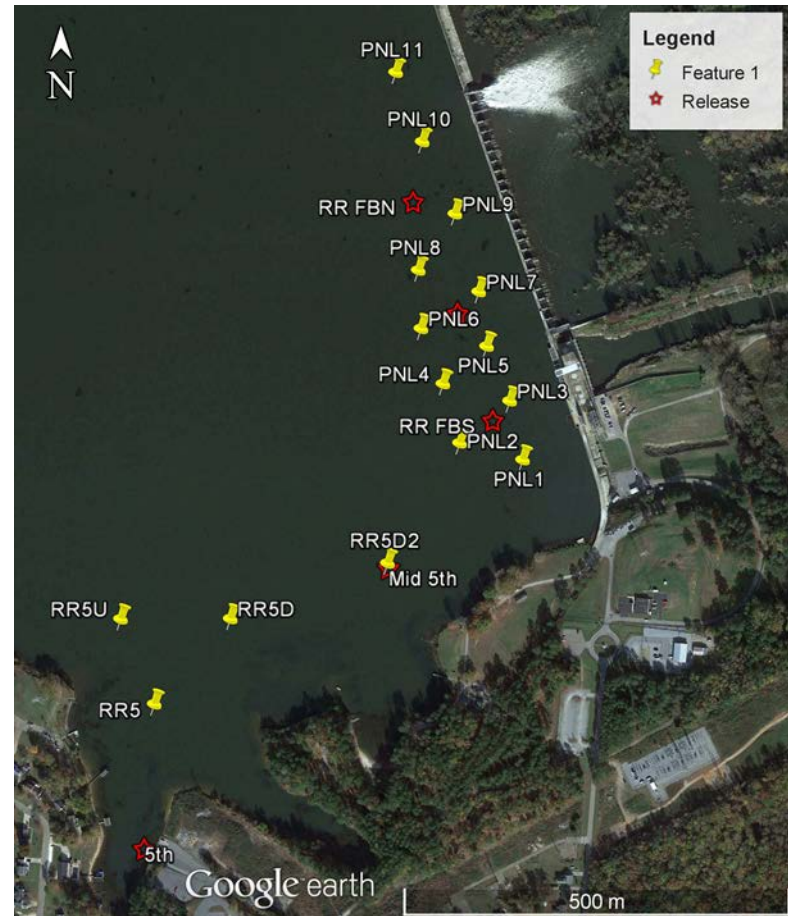 N
Legend
Feature 1
Release
PNL11
PNL10
RR FBN
PNL9
PNL8
PNL7
PNL6
PNL5
PNL4
PNL3
RR FBS
PNL2
PNL1
RR5D2
Mid 5th
RR5U
RR5D
RR5
5th
Google earth
500 m